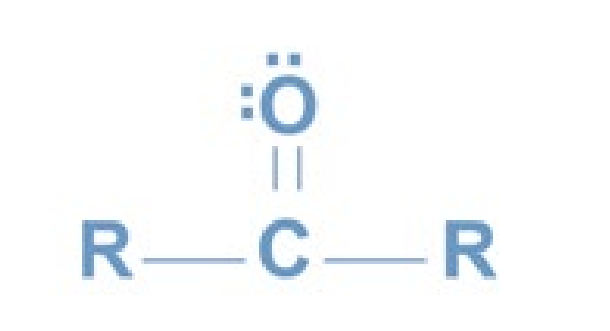 :Ö
||
R — C — R